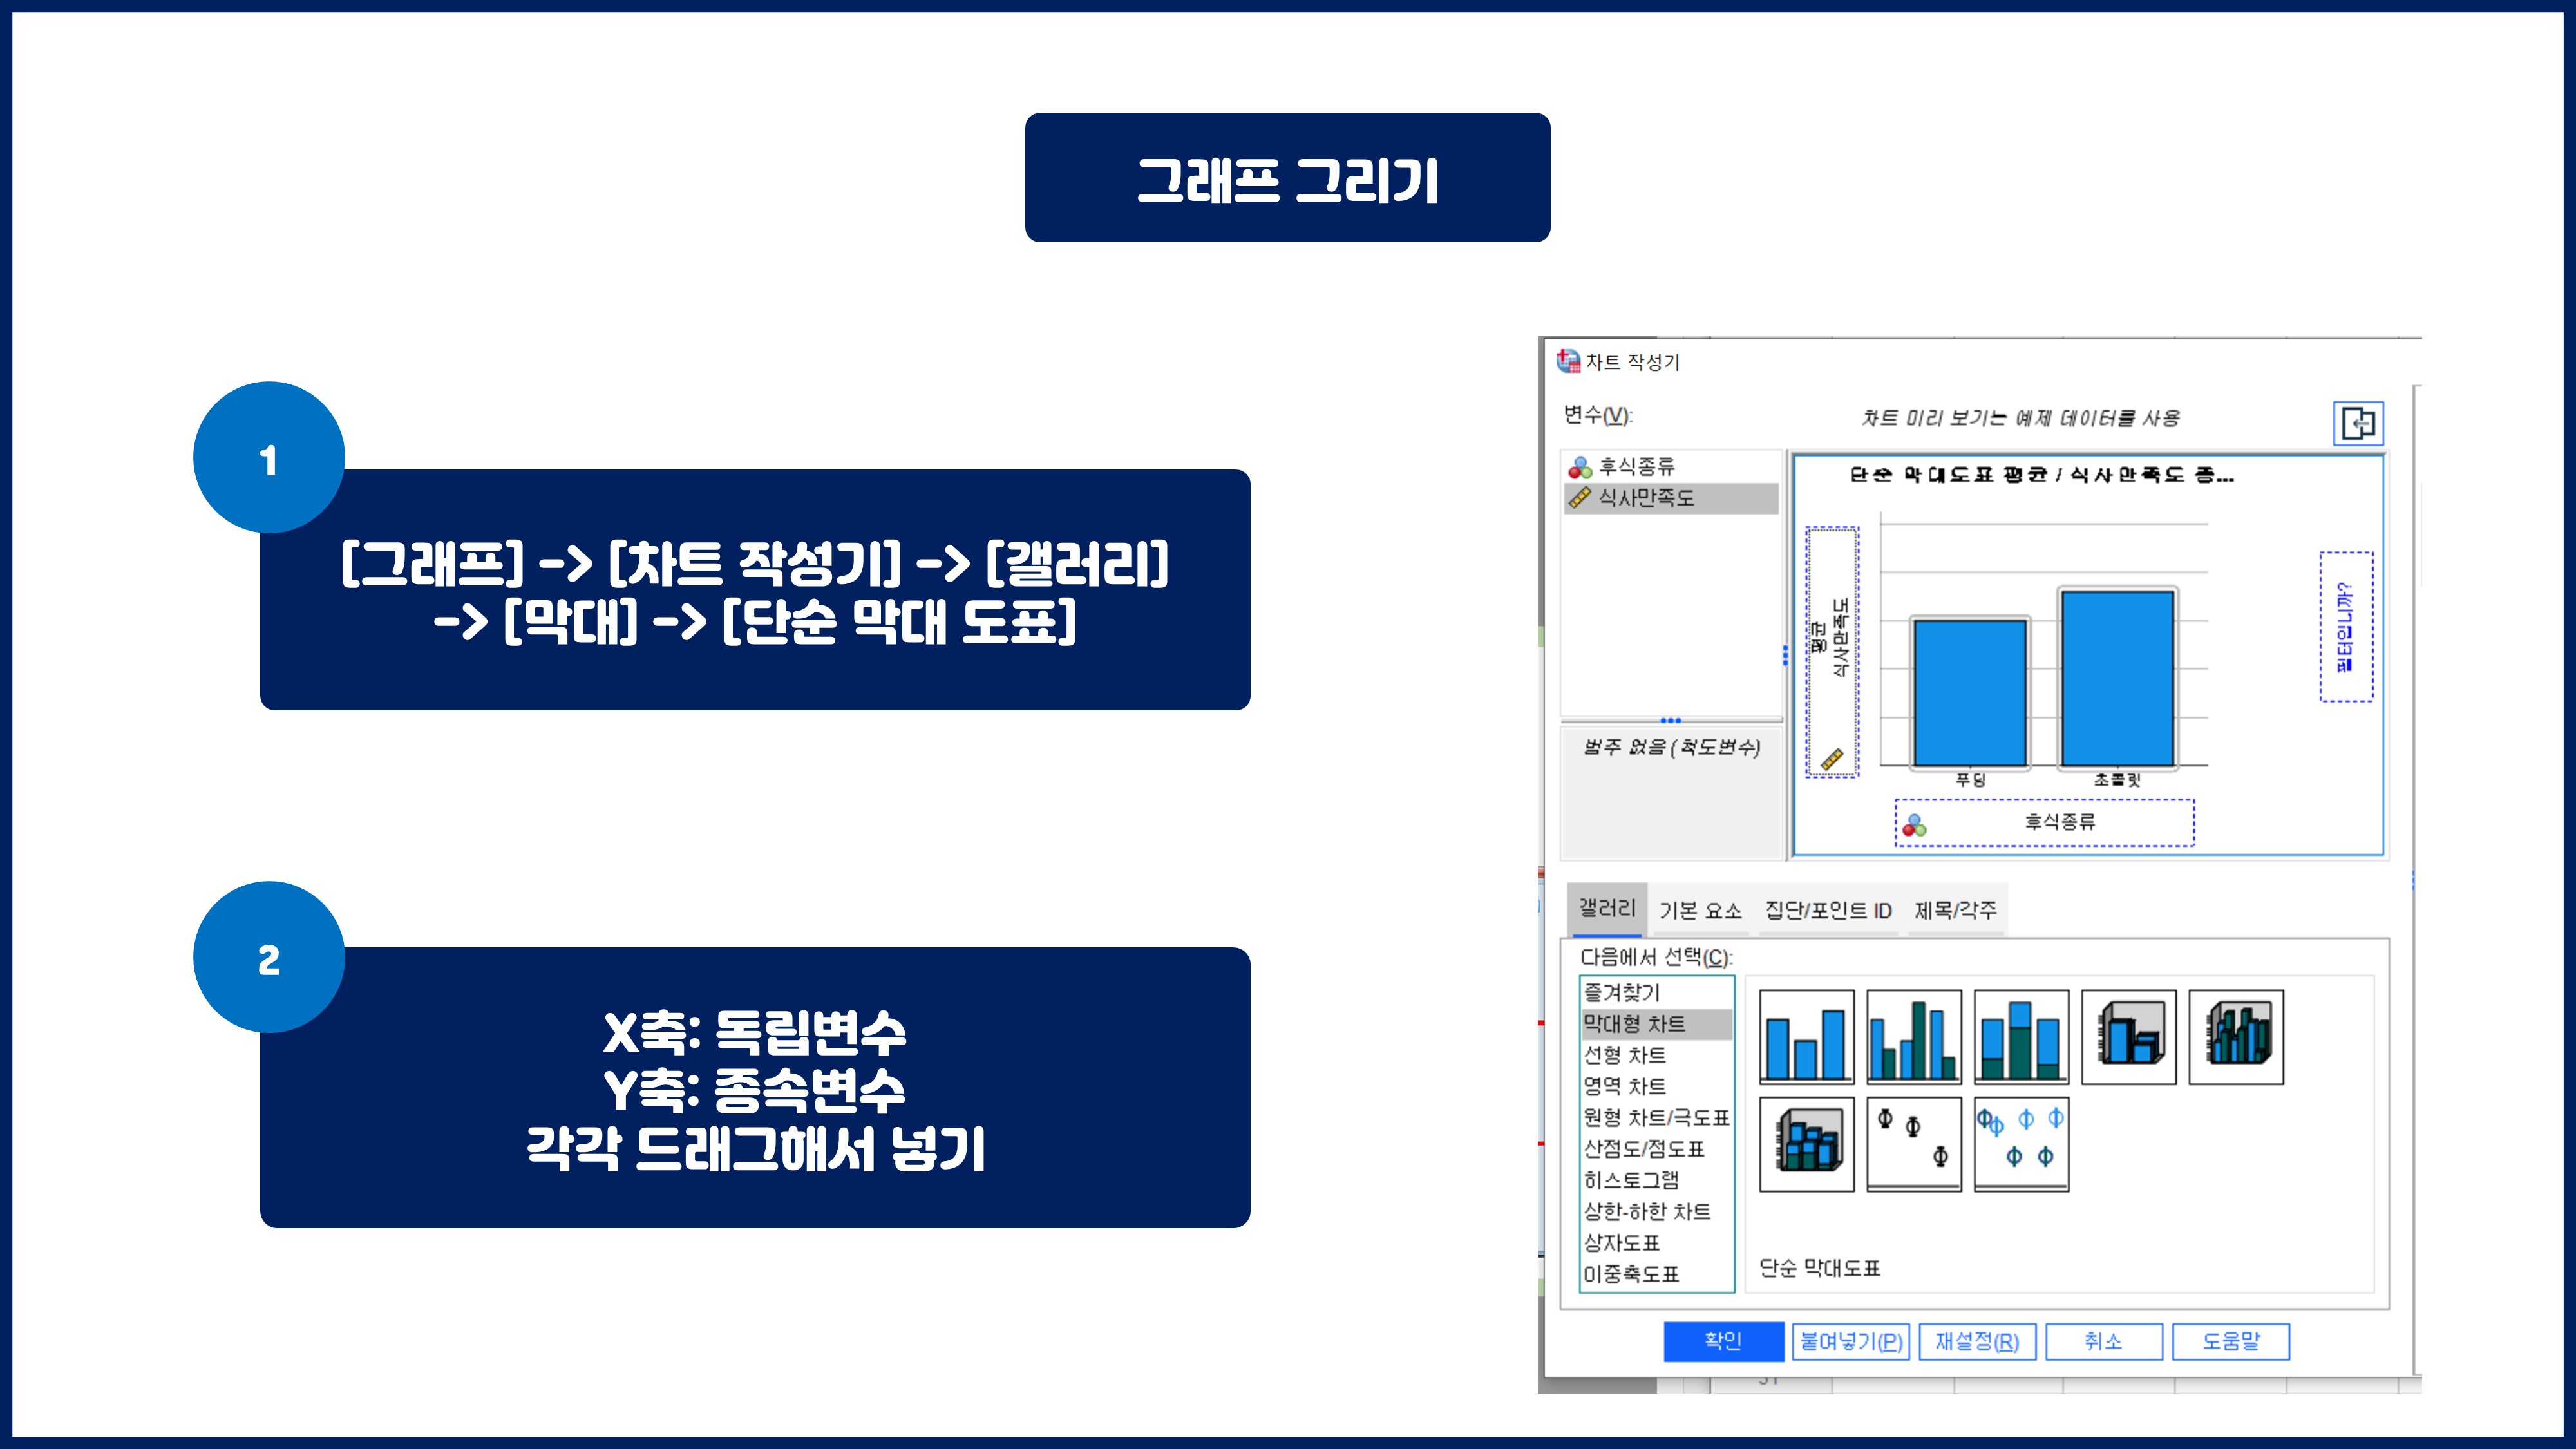 그래프 그리기
1
[그래프] -> [차트 작성기] -> [갤러리]
-> [막대] -> [단순 막대 도표]
2
X축: 독립변수
Y축: 종속변수
각각 드래그해서 넣기
차트 작성기
변수(V):
차트 미리 보기는 예제 데이터를 사용
후식종류
식사만족도
범주 없음 (척도변수)
단순 막대도표 평균 / 식사만족도 종...
평균
식사만족도
필터입니까?
푸딩
초콜릿
후식종류
갤러리
기본 요소
집단/포인트 ID
제목/각주
다음에서 선택(C):
즐겨찾기
막대형 차트
선형 차트
영역 차트
원형 차트/극도표
산점도/점도표
히스토그램
상한-하한 차트
상자도표
이중축도표
단순 막대도표
확인
붙여넣기(P)
재설정(R)
취소
도움말